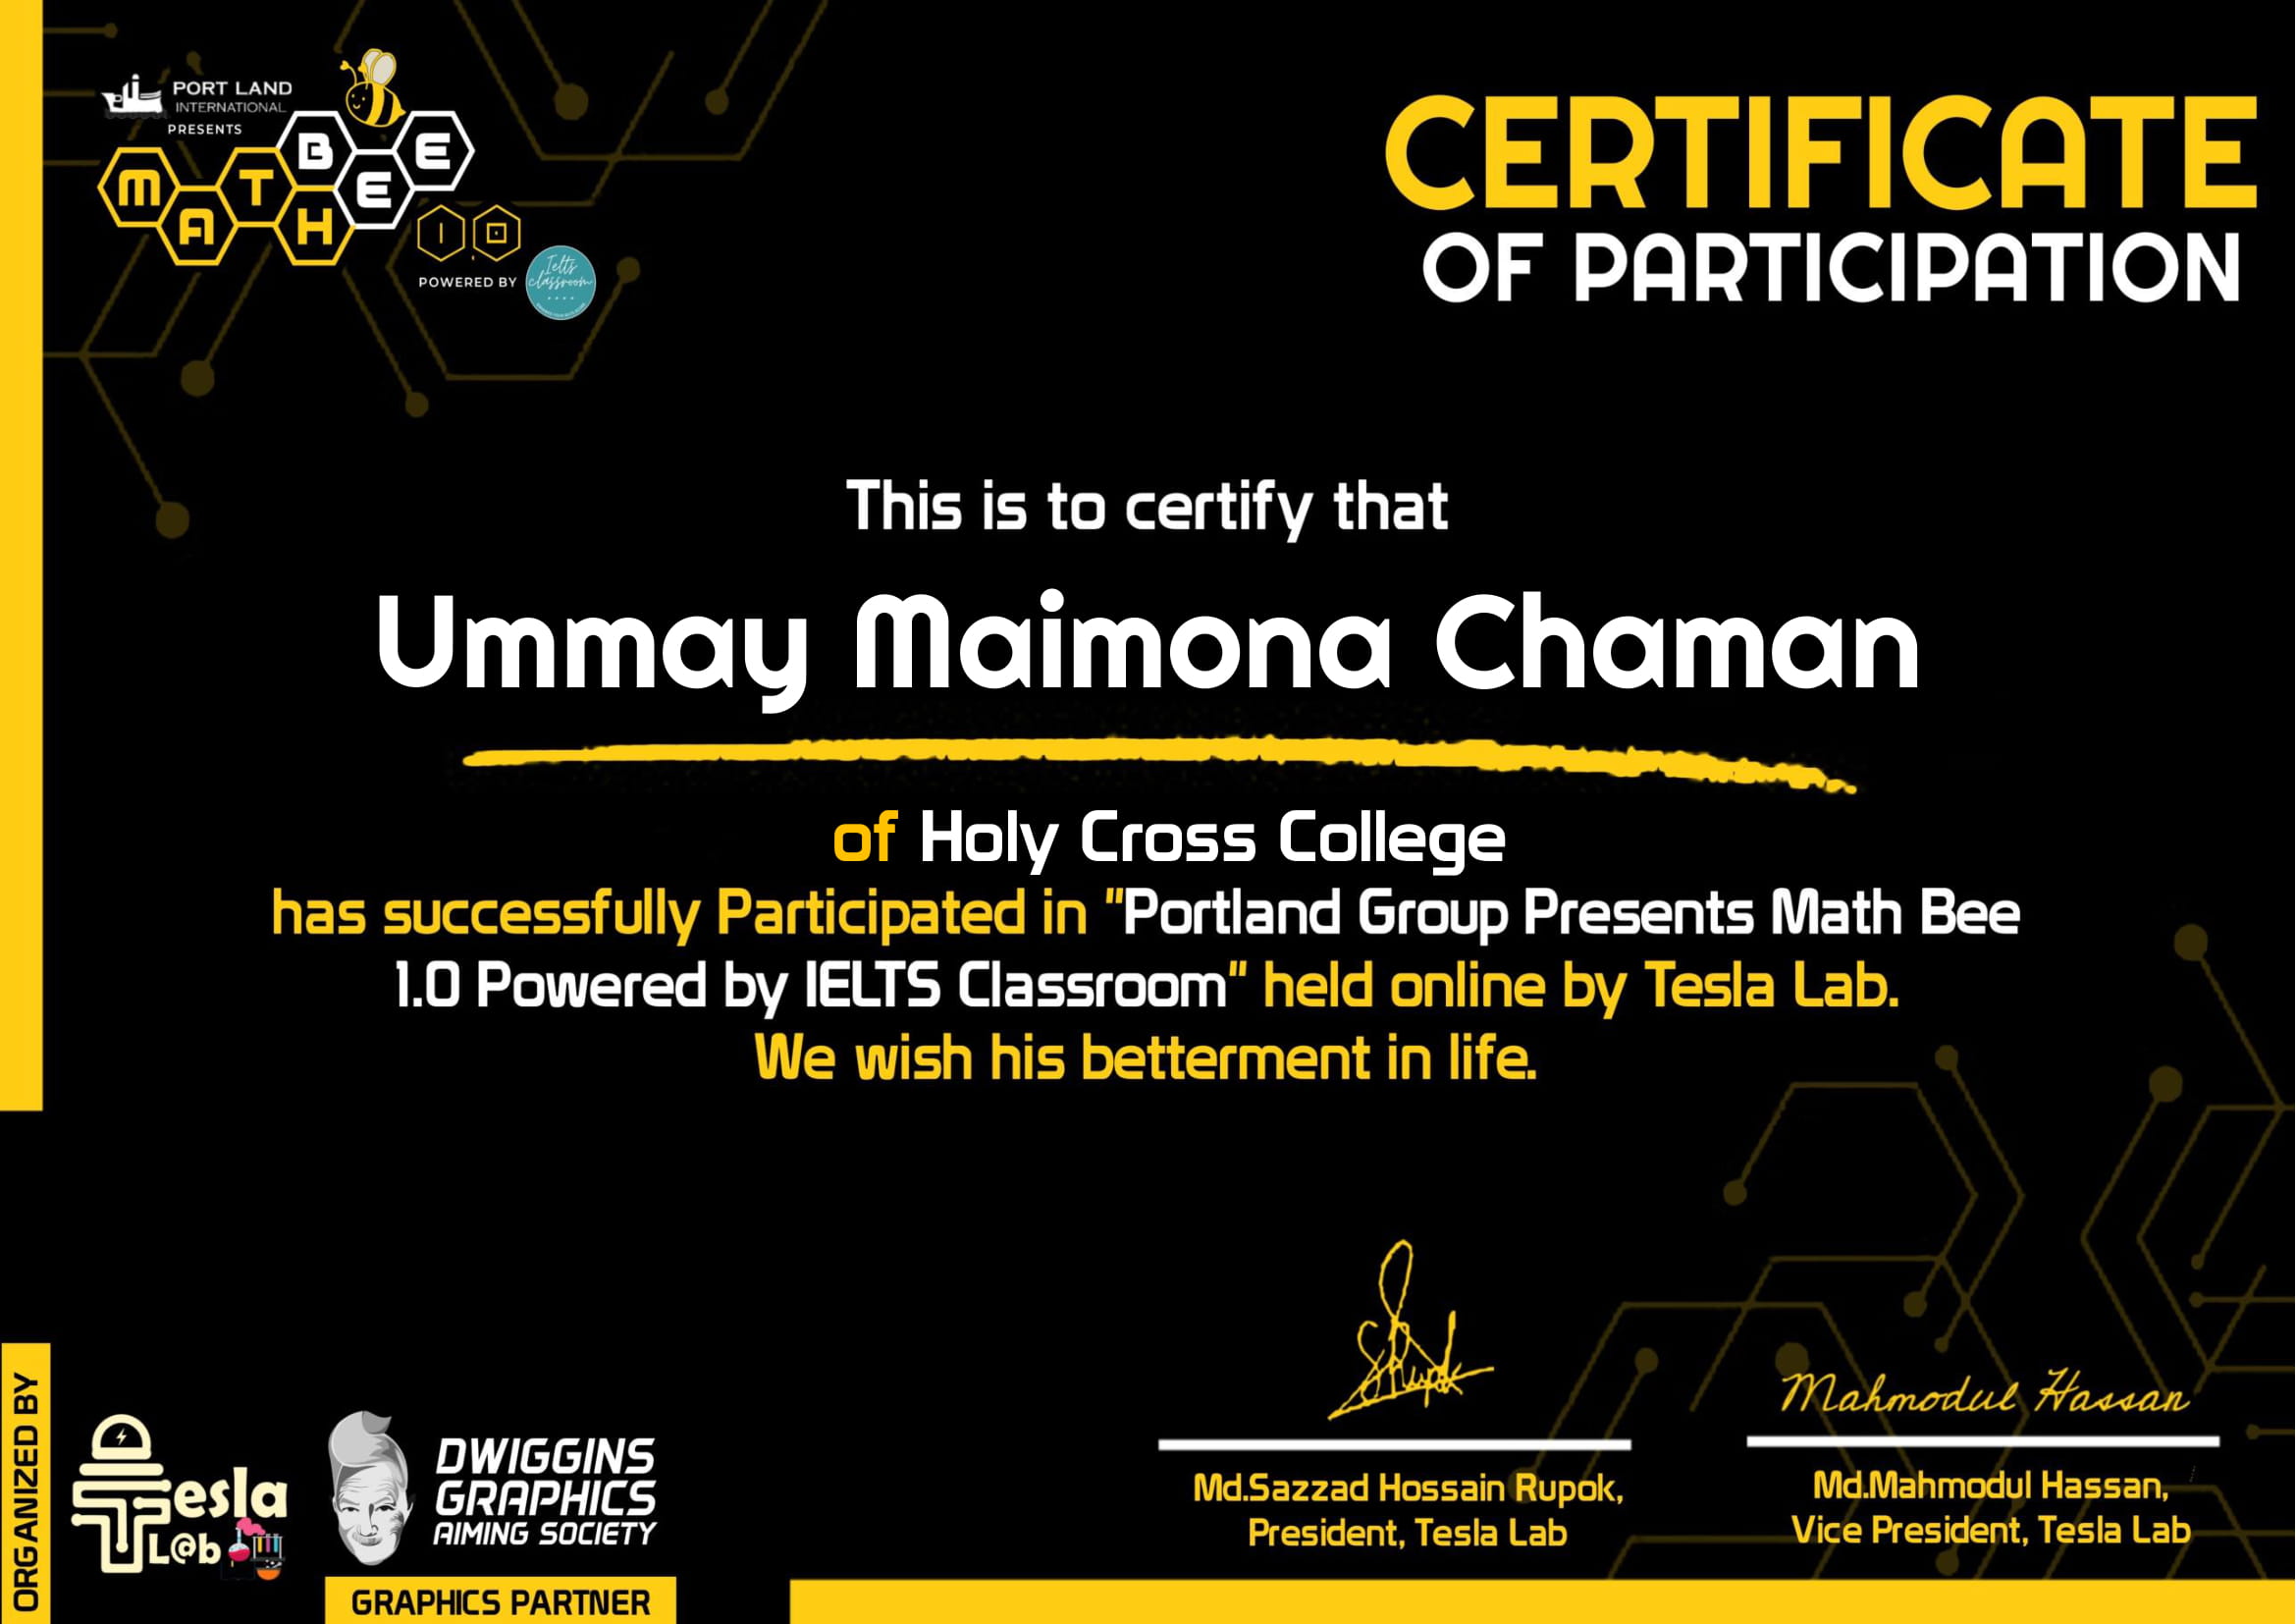 PORT LAND
INTERNATIONAL
PRESENTS
MATH BEE
1.0
POWERED BY
Ielts
classroom
CERTIFICATE
OF PARTICIPATION
This is to certify that
Ummay Maimona Chaman
of Holy Cross College
has successfully Participated in "Portland Group Presents Math Bee
1.0 Powered by IELTS Classroom" held online by Tesla Lab.
We wish his betterment in life.
ORGANIZED BY
Tesla
L@b
DWIGGINS
GRAPHICS
AIMING SOCIETY
GRAPHICS PARTNER
SRupok
Md.Sazzad Hossain Rupok,
President, Tesla Lab
Mahmodul Hassan
Md.Mahmodul Hassan,
Vice President, Tesla Lab